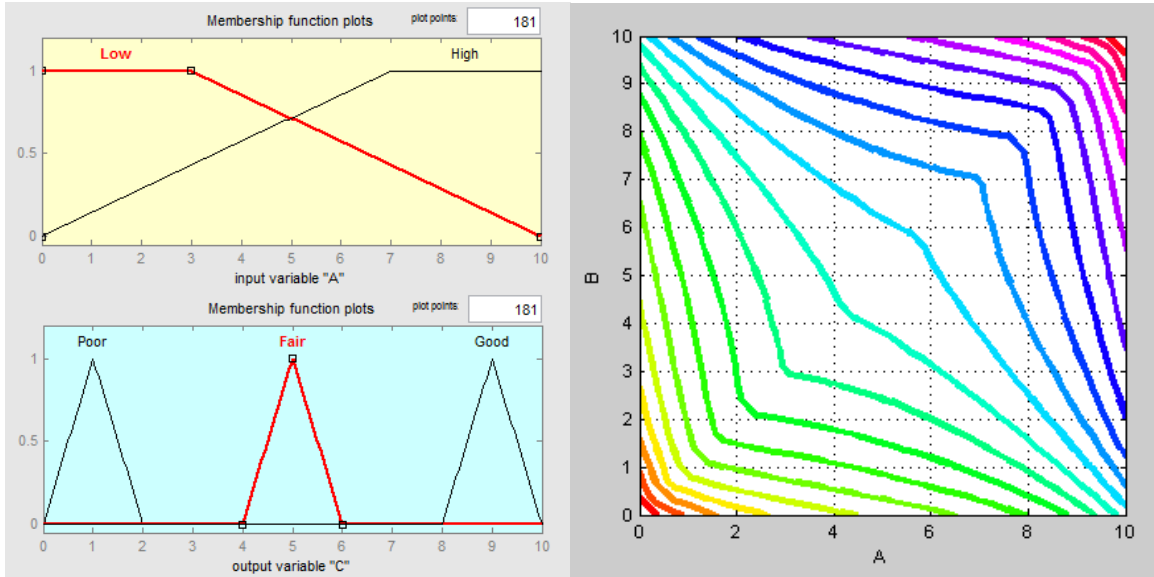 Membership function plots plot points: 181
Low High
1
0.5
0
0 1 2 3 4 5 6 7 8 9 10
input variable "A"
Membership function plots plot points: 181
Poor Fair Good
1
0.5
0
0 1 2 3 4 5 6 7 8 9 10
output variable "C"
10
9
8
7
6
5
4
3
2
1
0
B
0 2 4 6 8 10
A